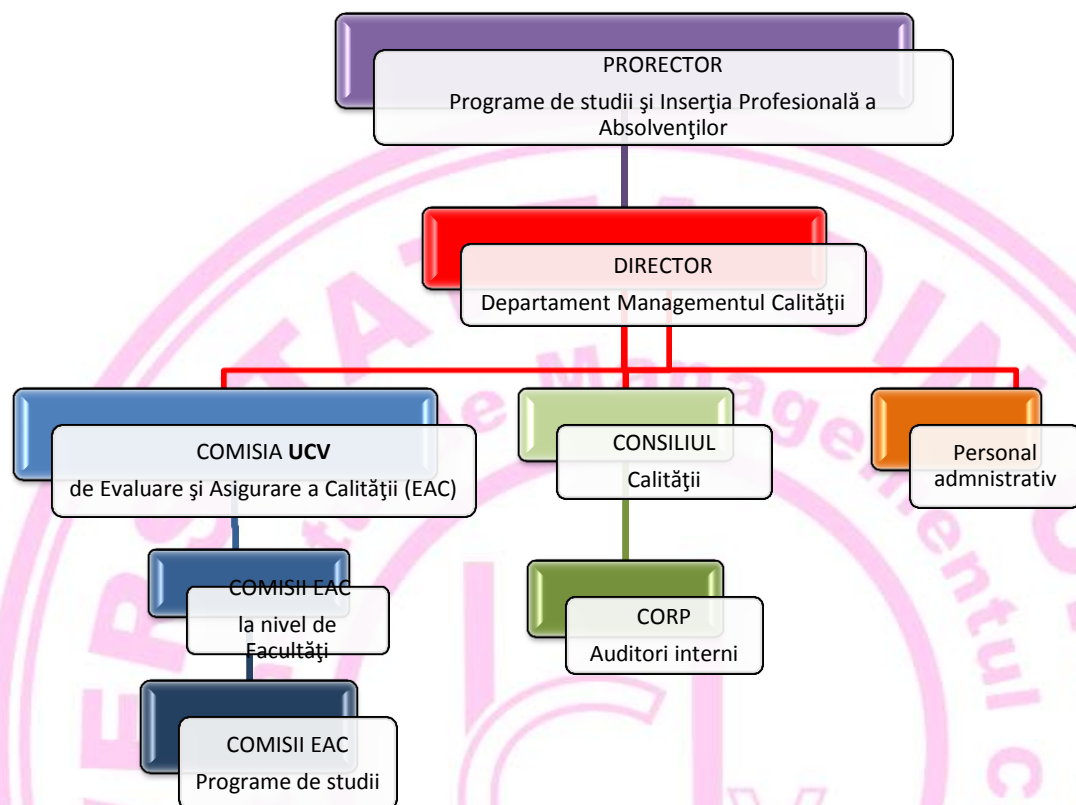 PRORECTOR
Programe de studii şi Inserţia Profesională a
Absolvenţilor
DIRECTOR
Departament Managementul Calităţii
COMISIA UCV
de Evaluare şi Asigurare a Calităţii (EAC)
CONSILIUL
Calităţii
Personal
admnistrativ
COMISII EAC
la nivel de
Facultăţi
CORP
Auditori interni
COMISII EAC
Programe de studii